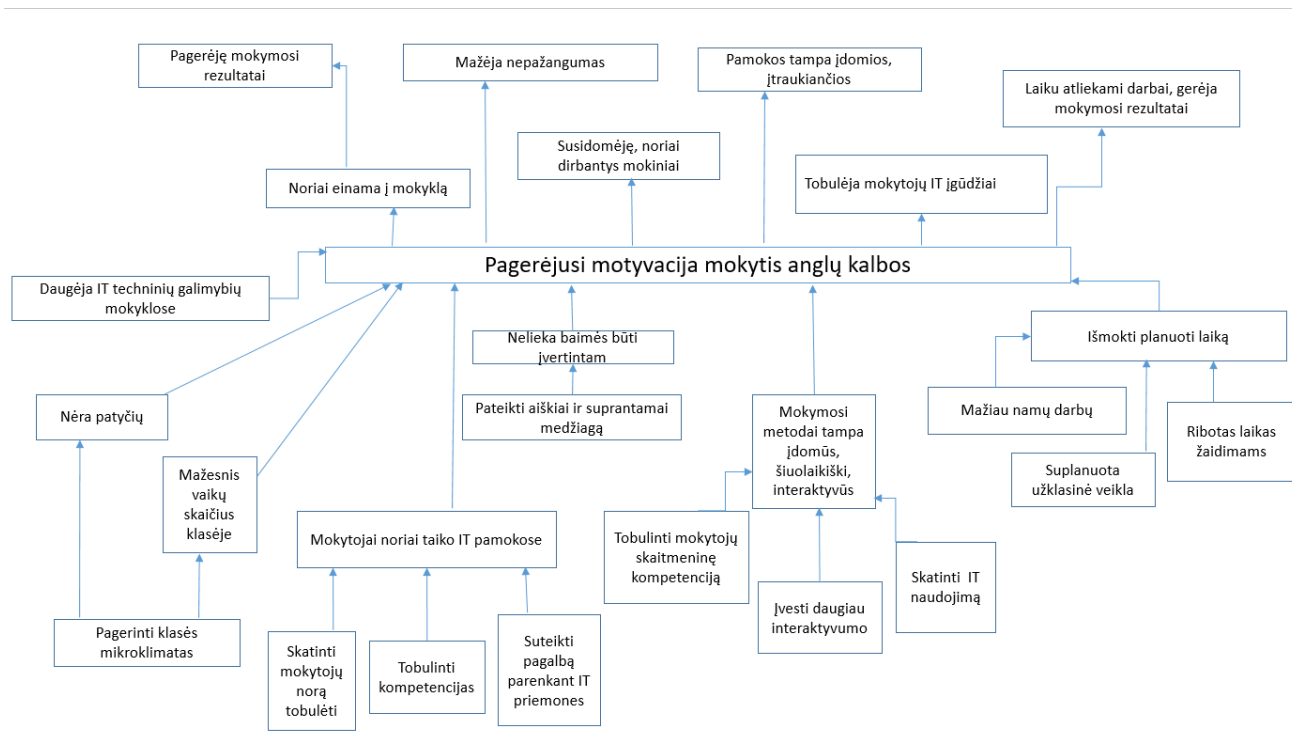 Pagerėję mokymosi
rezultatai
Mažėja nepažangumas
Pamokos tampa įdomios,
įtraukiančios
Laiku atliekami darbai, gerėja
mokymosi rezultatai
Susidomėję, noriai
dirbantys mokiniai
Noriai einama į mokyklą
Tobulėja mokytojų IT įgūdžiai
Pagerėjusi motyvacija mokytis anglų kalbos
Daugėja IT techninių galimybių
mokyklose
Nelieka baimės būti
įvertintam
Išmokti planuoti laiką
Nėra patyčių
Pateikti aiškiai ir suprantamai
medžiagą
Mokymosi
metodai tampa
įdomūs,
šiuolaikiški,
interaktyvūs
Mažiau namų darbų
Ribotas laikas
žaidimams
Mažesnis
vaikų
skaičius
klasėje
Suplanuota
užklasinė veikla
Mokytojai noriai taiko IT pamokose
Tobulinti mokytojų
skaitmeninę
kompetenciją
Skatinti  IT
naudojimą
Įvesti daugiau
interaktyvumo
Pagerinti klasės
mikroklimatas
Skatinti
mokytojų
norą
tobulėti
Tobulinti
kompetencijas
Suteikti
pagalbą
parenkant IT
priemones